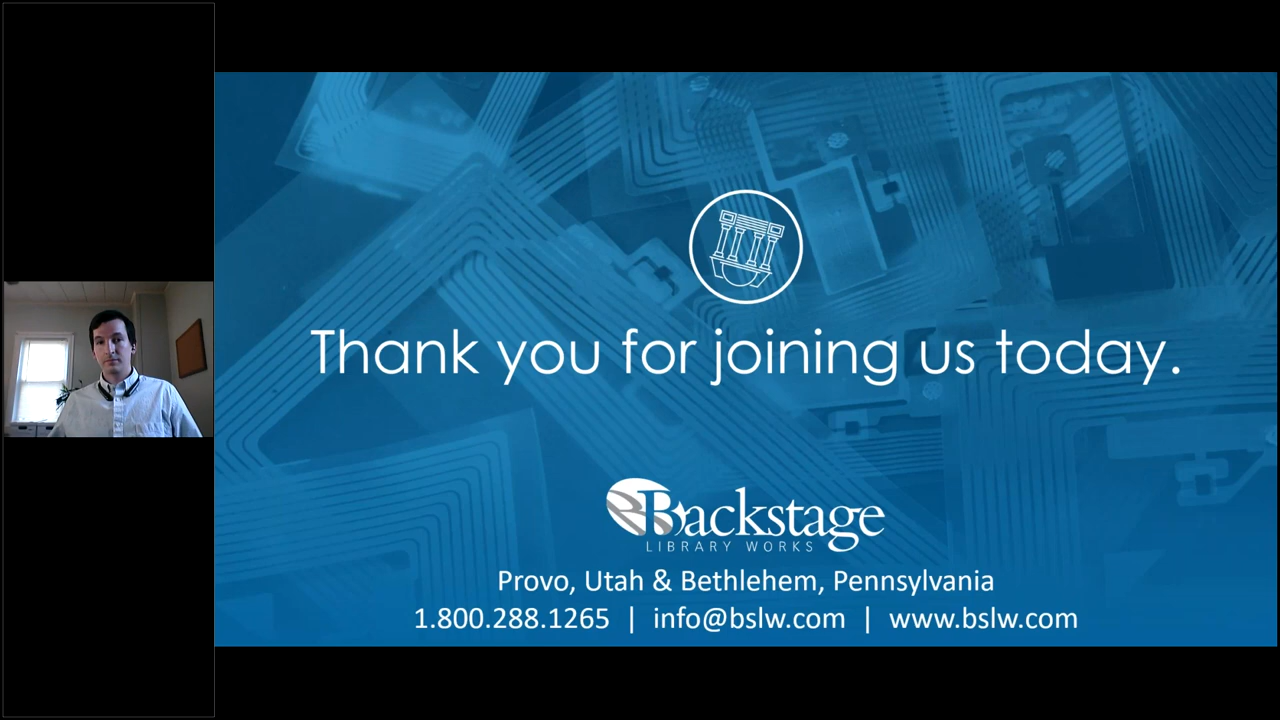 Thank you for joining us today.
Backstage
LIBRARY WORKS
Provo, Utah & Bethlehem, Pennsylvania
1.800.288.1265 | info@bslw.com | www.bslw.com